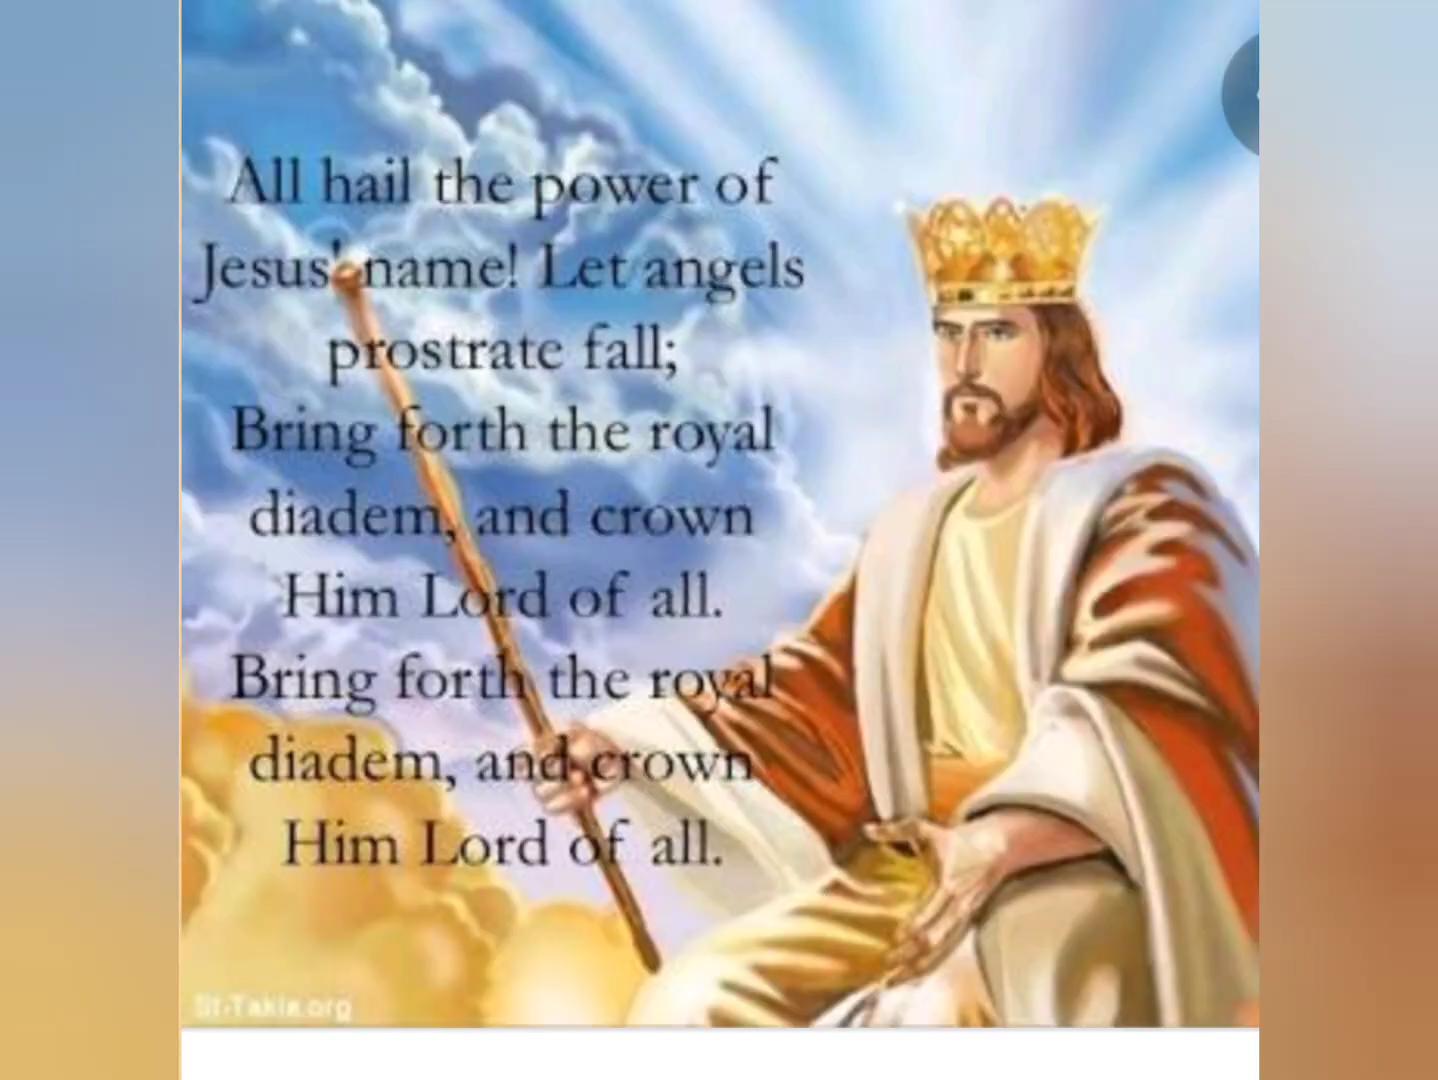 All hail the power of
Jesus' name! Let angels
prostrate fall;
Bring forth the royal
diadem, and crown
Him Lord of all.
Bring forth the royal
diadem, and crown
Him Lord of all.
St-Takla.org